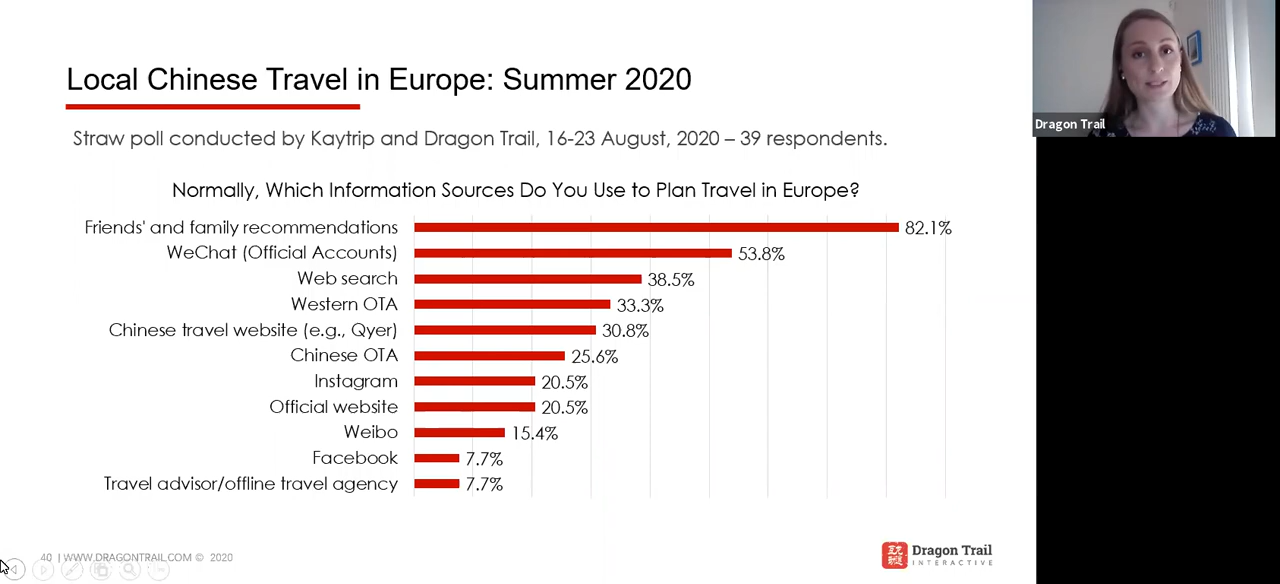 Local Chinese Travel in Europe: Summer 2020
Straw poll conducted by Kaytrip and Dragon Trail, 16-23 August, 2020 – 39 respondents.
Normally, Which Information Sources Do You Use to Plan Travel in Europe?
Friends' and family recommendations 82.1%
WeChat (Official Accounts) 53.8%
Web search 38.5%
Western OTA 33.3%
Chinese travel website (e.g., Qyer) 30.8%
Chinese OTA 25.6%
Instagram 20.5%
Official website 20.5%
Weibo 15.4%
Facebook 7.7%
Travel advisor/offline travel agency 7.7%
40 | WWW.DRAGONTRAIL.COM © 2020
Dragon Trail
INTERACTIVE
Dragon Trail